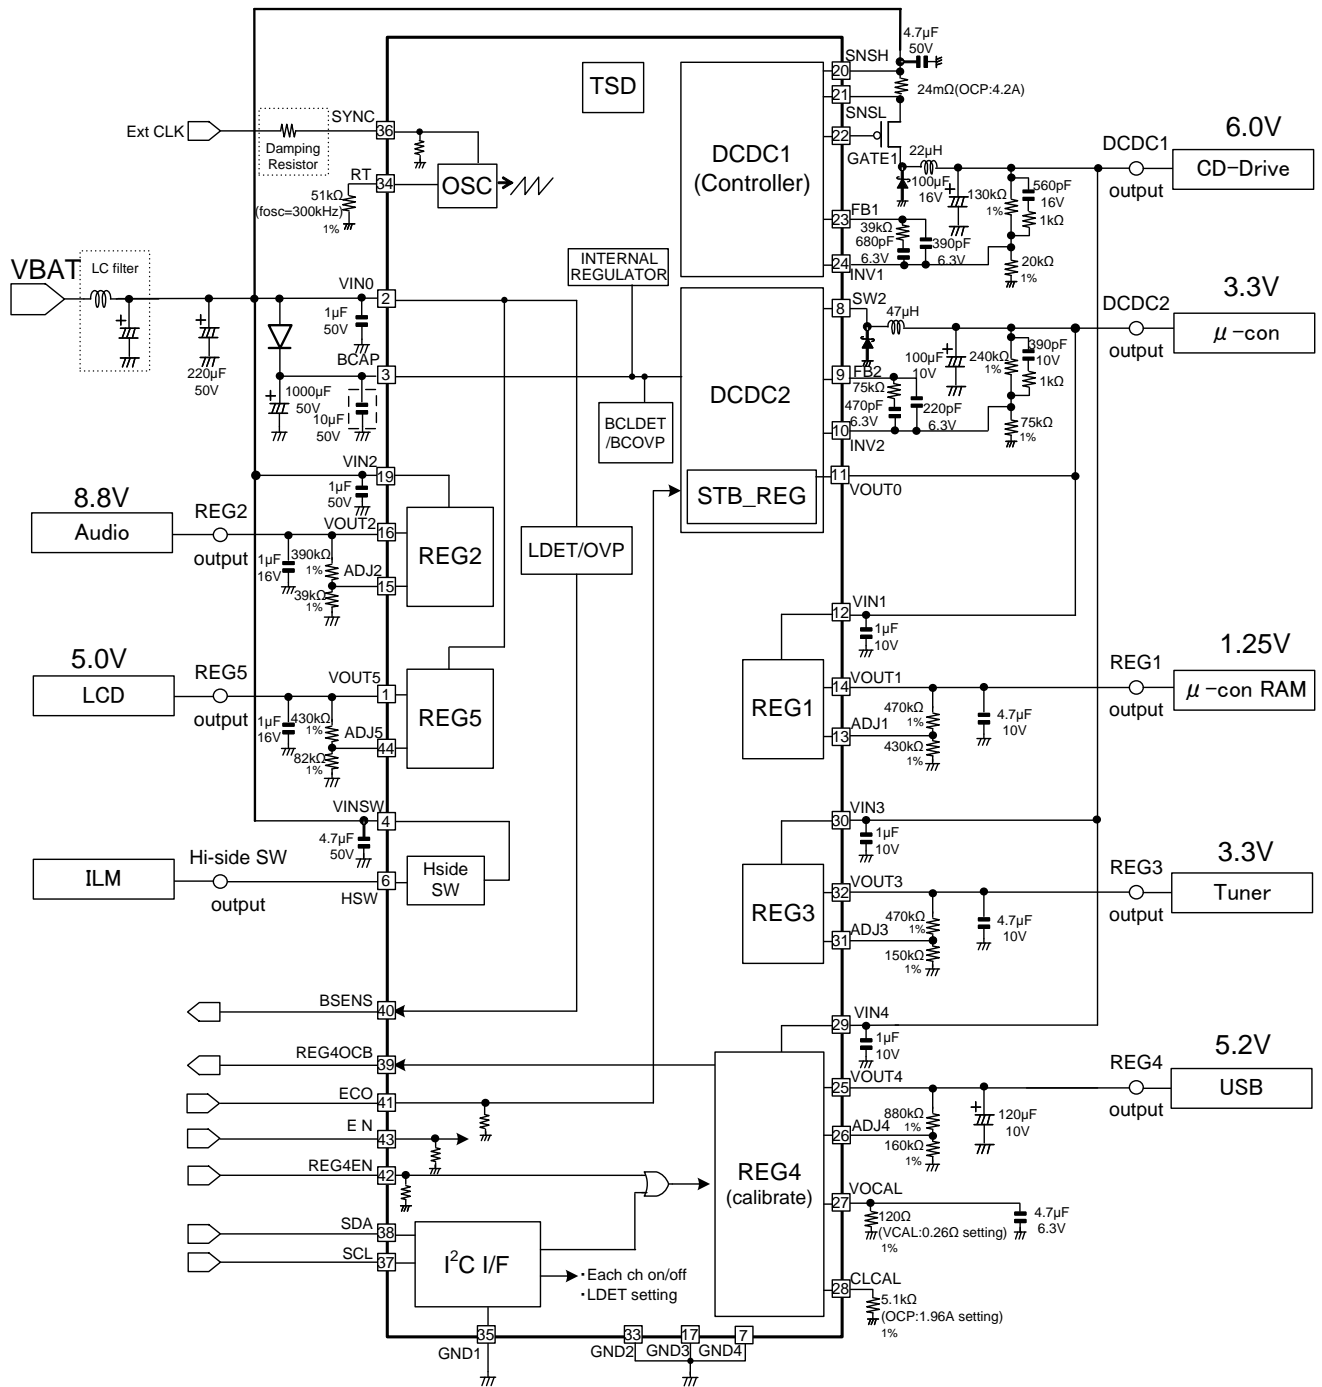 4.7µF
50V
SNSH
20
TSD
21
24mΩ(OCP:4.2A)
SNSL
Ext CLK
SYNC
36
Damping
Resistor
22
GATE1
DCDC1
(Controller)
22µH
DCDC1
output
6.0V
CD-Drive
RT
34
OSC
51kΩ
(fosc=300kHz)
1%
100µF
16V
130kΩ
1%
560pF
16V
1kΩ
23
FB1
39kΩ
680pF
6.3V
390pF
6.3V
24
INV1
20kΩ
1%
INTERNAL
REGULATOR
VBAT
LC filter
VIN0
2
1µF
50V
220µF
50V
BCAP
3
1000µF
50V
10µF
50V
BCLDET
/BCOVP
DCDC2
8
SW2
47µH
DCDC2
output
3.3V
μ-con
100µF
10V
240kΩ
1%
390pF
10V
1kΩ
9
FB2
75kΩ
470pF
6.3V
220pF
6.3V
10
INV2
75kΩ
1%
11
VOUT0
STB_REG
VIN2
19
1µF
50V
8.8V
Audio
REG2
output
VOUT2
16
REG2
LDET/OVP
1µF
16V
390kΩ
1%
ADJ2
15
39kΩ
1%
12
VIN1
1µF
10V
5.0V
LCD
REG5
output
VOUT5
1
REG5
1µF
16V
430kΩ
1%
ADJ5
44
82kΩ
1%
REG1
14
VOUT1
470kΩ
1%
4.7µF
10V
13
ADJ1
430kΩ
1%
REG1
output
1.25V
μ-con RAM
VINSW
4
4.7µF
50V
30
VIN3
1µF
10V
ILM
Hi-side SW
output
6
HSW
Hside
SW
REG3
32
VOUT3
470kΩ
1%
4.7µF
10V
31
ADJ3
150kΩ
1%
REG3
output
3.3V
Tuner
BSENS
40
29
VIN4
1µF
10V
REG4OCB
39
25
VOUT4
REG4
output
5.2V
USB
ECO
41
880kΩ
1%
120µF
10V
E N
43
26
ADJ4
160kΩ
1%
REG4EN
42
REG4
(calibrate)
27
VOCAL
120Ω
(VCAL:0.26Ω setting)
1%
4.7µF
6.3V
SDA
38
SCL
37
I2C I/F
・Each ch on/off
・LDET setting
28
CLCAL
5.1kΩ
(OCP:1.96A setting)
1%
35
GND1
33
GND2
17
GND3
7
GND4